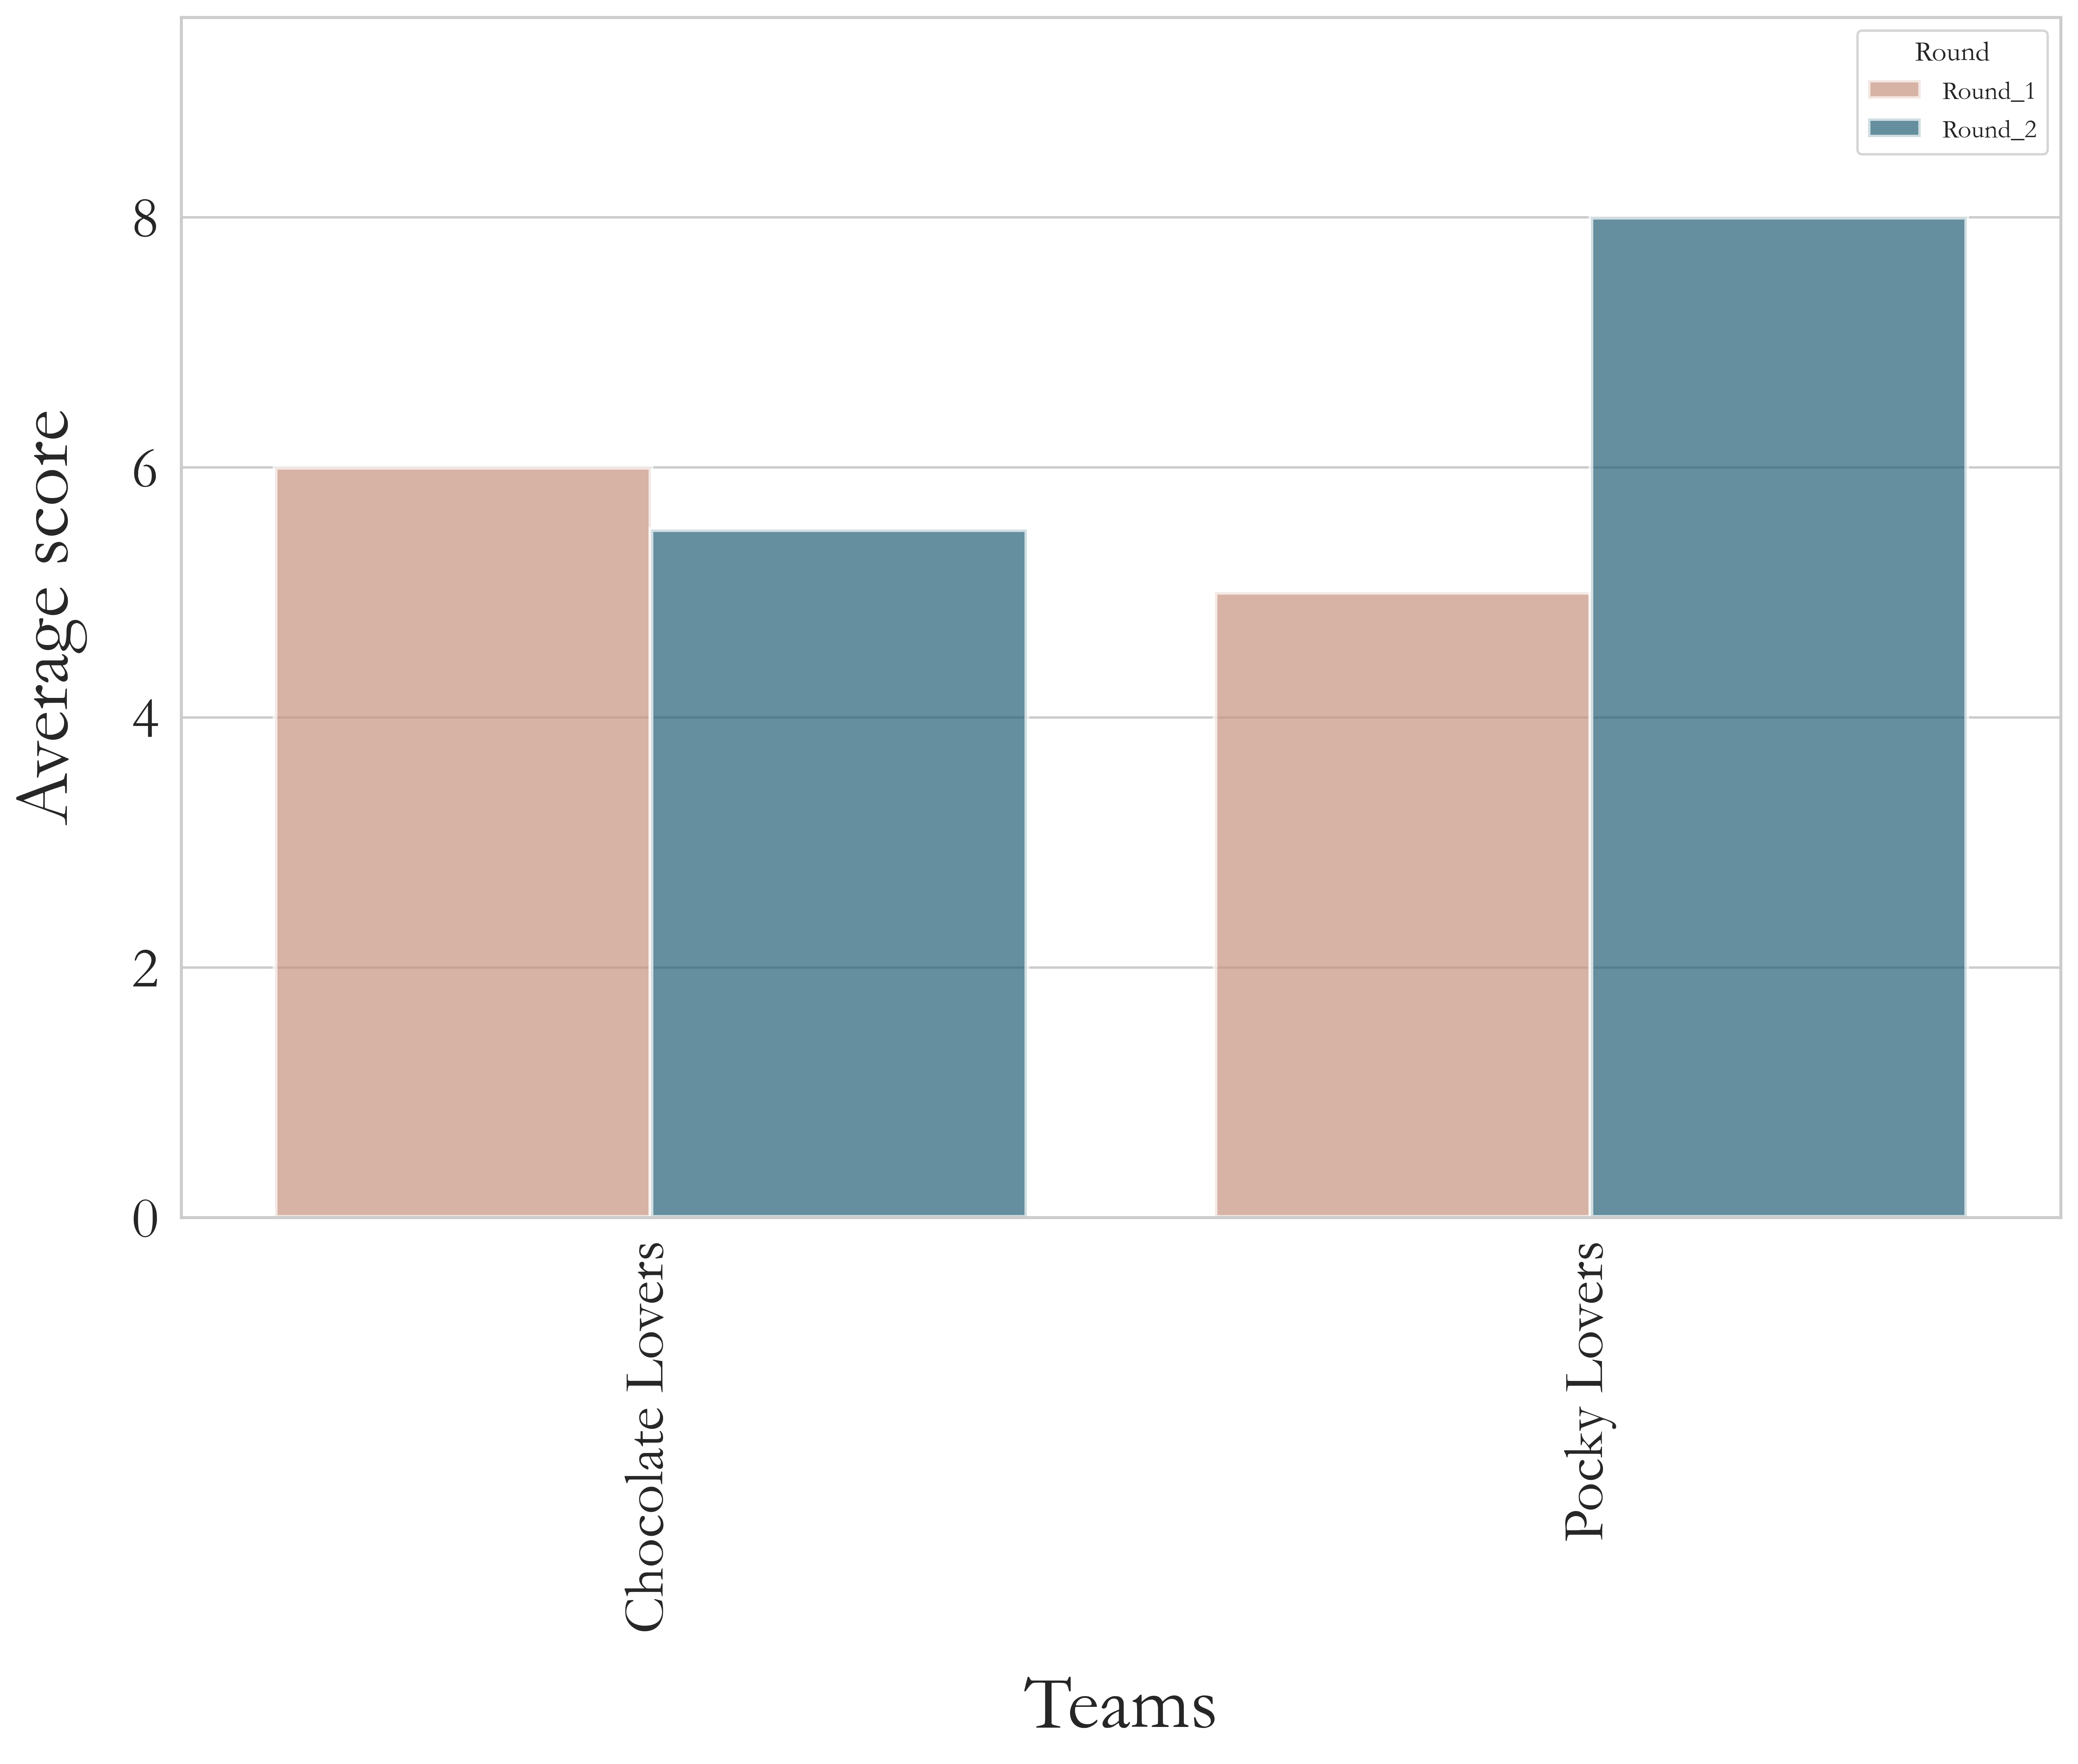 Round
Round_1
Round_2
8
6
4
2
0
Average score
Chocolate Lovers
Pocky Lovers
Teams